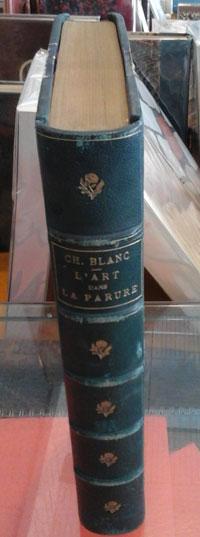 CH. BLANC
L'ART
DANS
LA PARURE